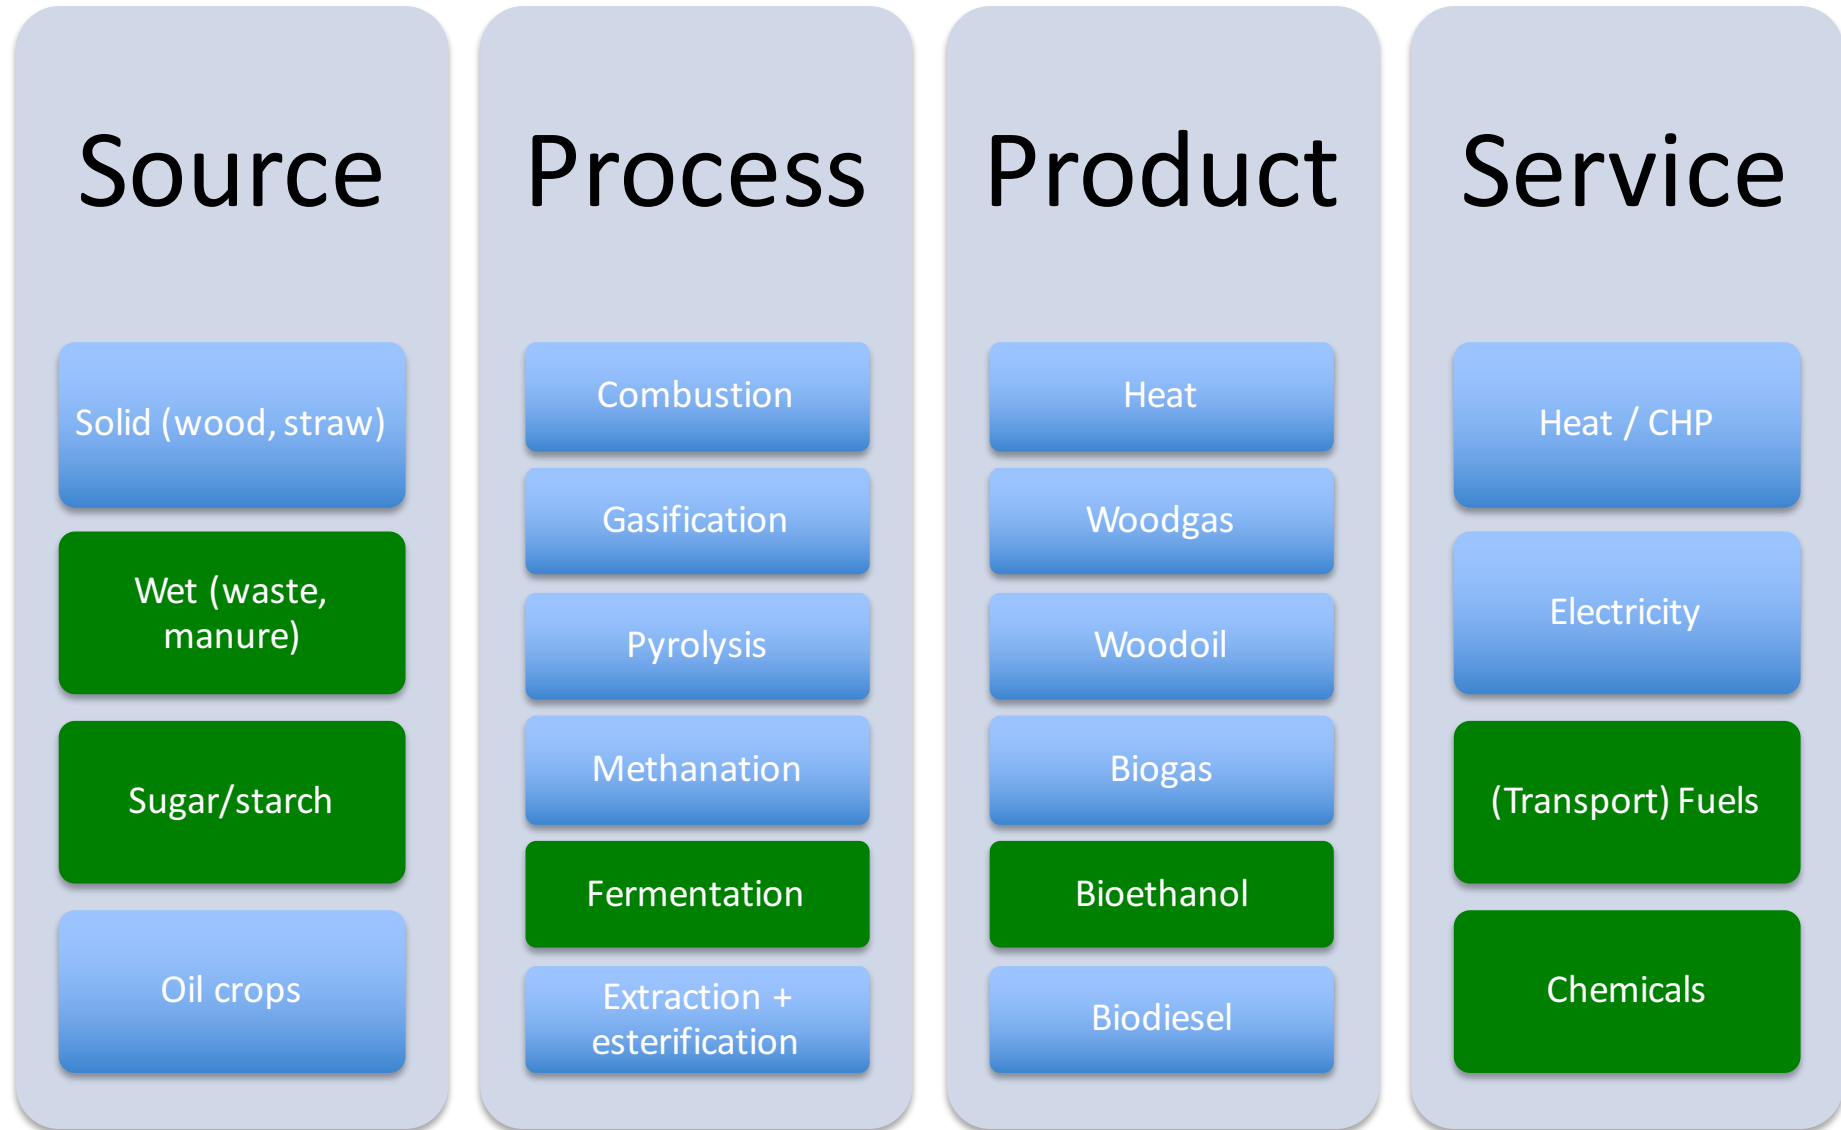 Source
Solid (wood, straw)
Wet (waste,
manure)
Sugar/starch
Oil crops
Process
Combustion
Gasification
Pyrolysis
Methanation
Fermentation
Extraction +
esterification
Product
Heat
Woodgas
Woodoil
Biogas
Bioethanol
Biodiesel
Service
Heat / CHP
Electricity
(Transport) Fuels
Chemicals